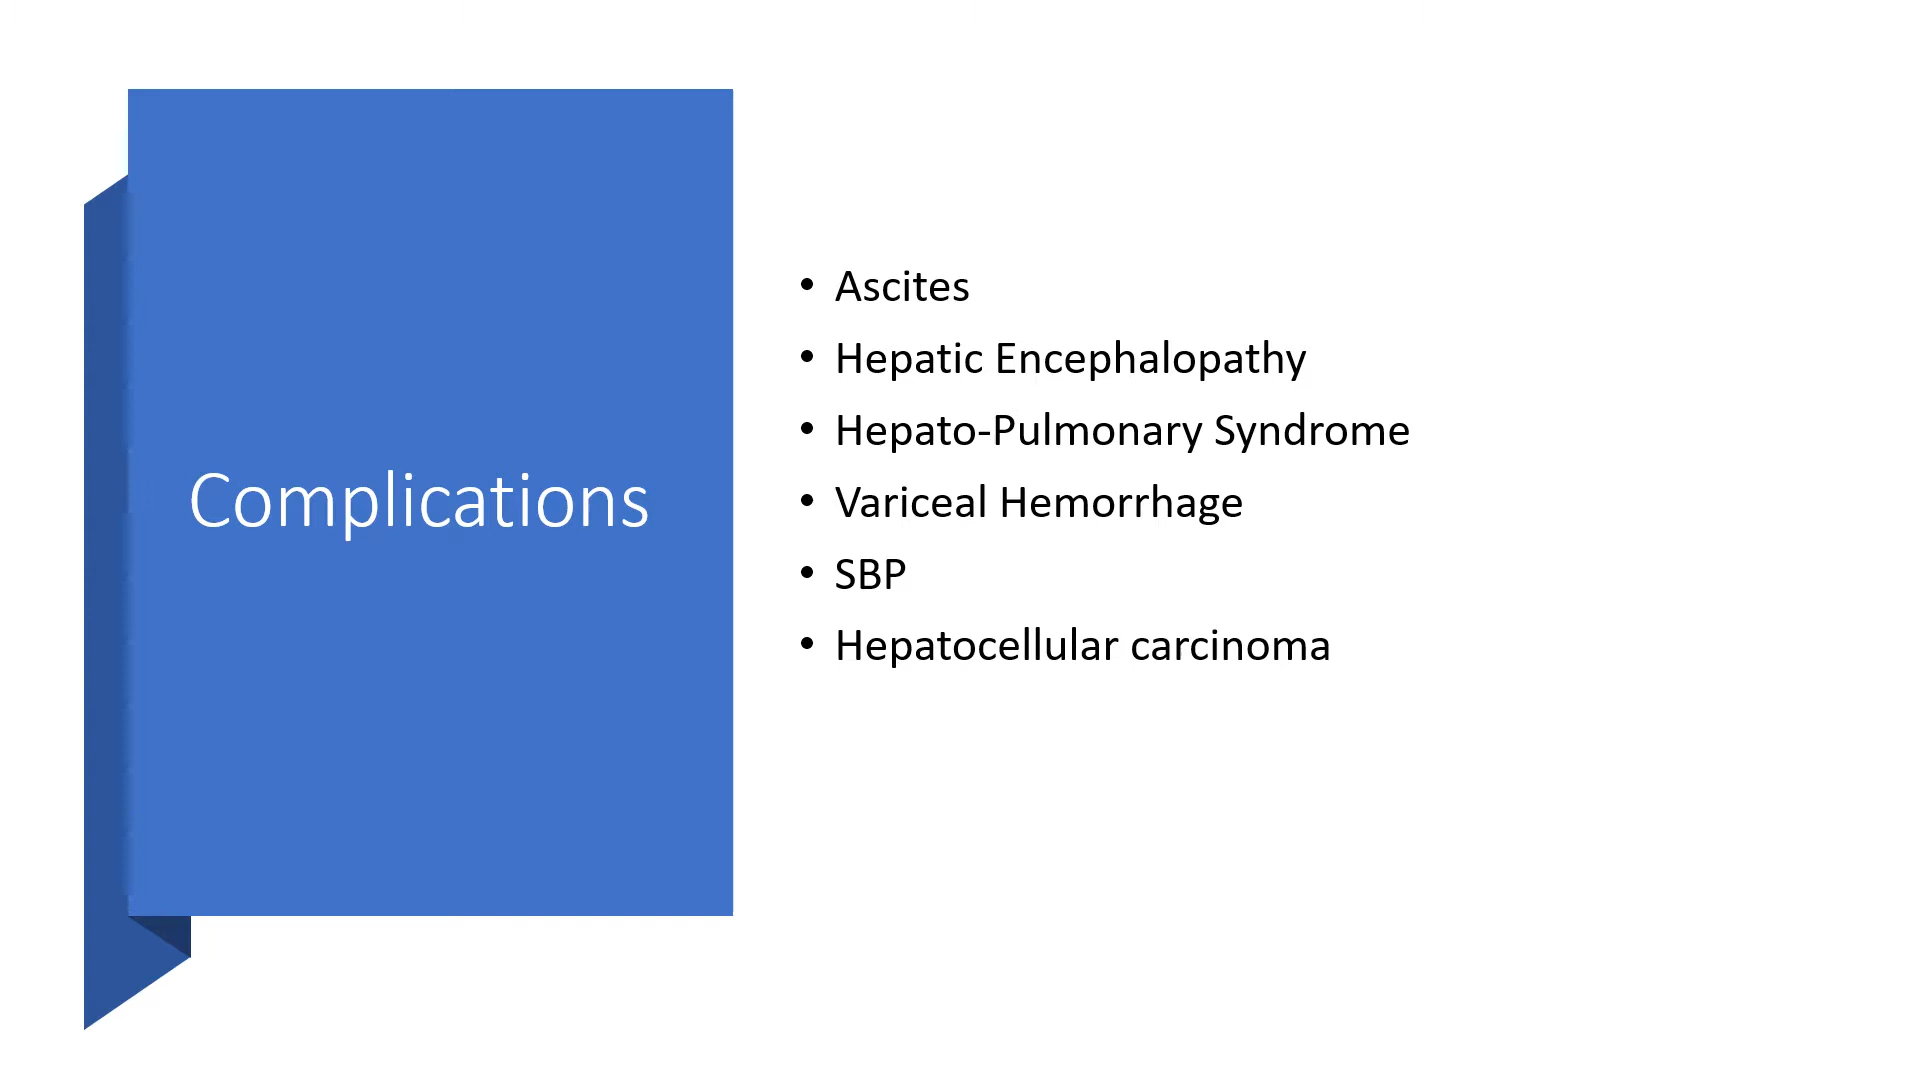 Complications
• Ascites
• Hepatic Encephalopathy
• Hepato-Pulmonary Syndrome
• Variceal Hemorrhage
• SBP
• Hepatocellular carcinoma